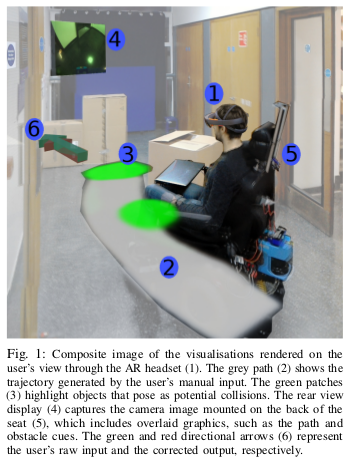 4
1
6
3
5
2
Fig. 1: Composite image of the visualisations rendered on the
user's view through the AR headset (1). The grey path (2) shows the
trajectory generated by the user's manual input. The green patches
(3) highlight objects that pose as potential collisions. The rear view
display (4) captures the camera image mounted on the back of the
seat (5), which includes overlaid graphics, such as the path and
obstacle cues. The green and red directional arrows (6) represent
the user's raw input and the corrected output, respectively.